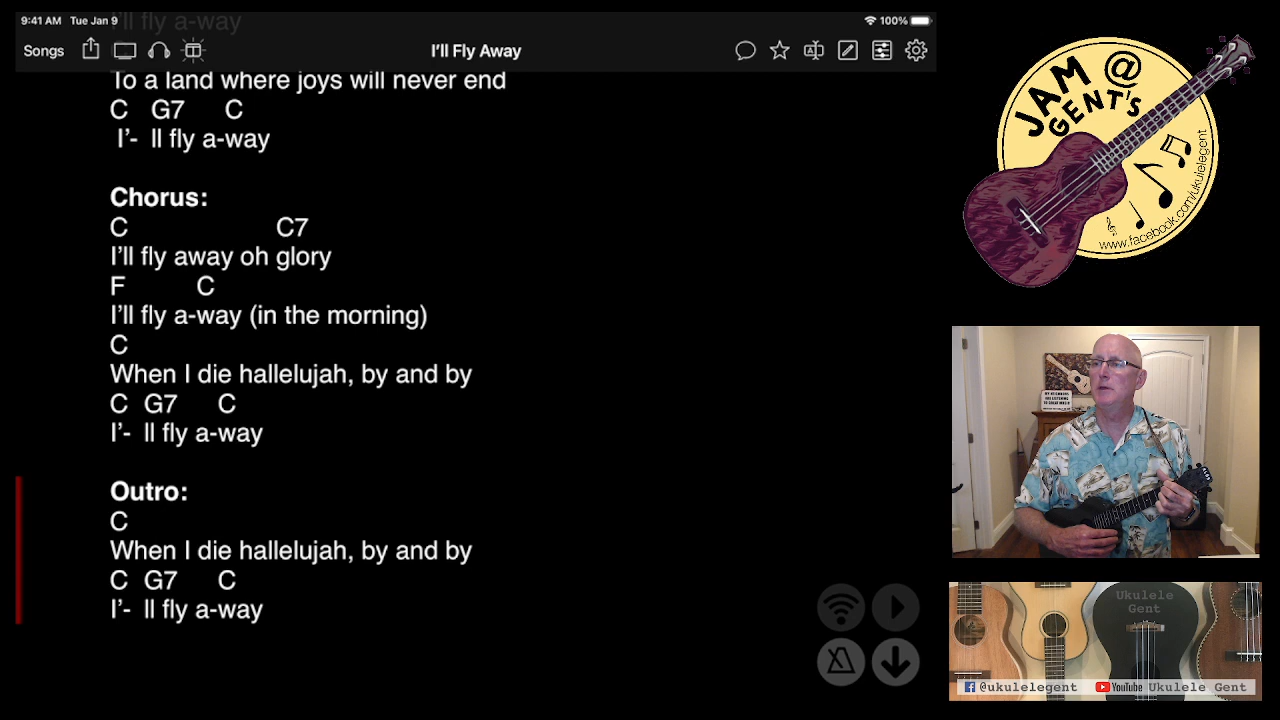 I'll fly a-way
9:41 AM Tue Jan 9
100%
Songs
I'll Fly Away
To a land where joys will never end
C G7 C
I'- ll fly a-way
Chorus:
C C7
I'll fly away oh glory
F C
I'll fly a-way (in the morning)
C
When I die hallelujah, by and by
C G7 C
I'- ll fly a-way
Outro:
C
When I die hallelujah, by and by
C G7 C
I'- ll fly a-way
JAM @
GENT'S
www.facebook.com/ukulelegent
Ukulele
Gent
@ukulelegent YouTube Ukulele Gent